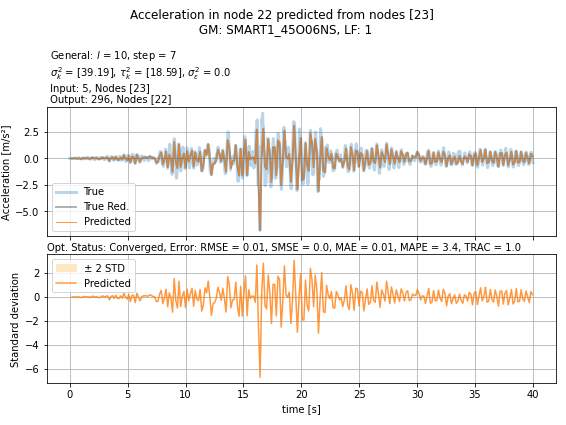 Acceleration in node 22 predicted from nodes [23]
GM: SMART1_45O06NS, LF: 1
General: l = 10, step = 7
σ²ₖ = [39.19], τ²ₖ = [18.59], σ²ε = 0.0
Input: 5, Nodes [23]
Output: 296, Nodes [22]
Acceleration [m/s²]
2.5
0.0
−2.5
−5.0
True
True Red.
Predicted
Opt. Status: Converged, Error: RMSE = 0.01, SMSE = 0.0, MAE = 0.01, MAPE = 3.4, TRAC = 1.0
Standard deviation
2
0
−2
−4
−6
± 2 STD
Predicted
0 5 10 15 20 25 30 35 40
time [s]